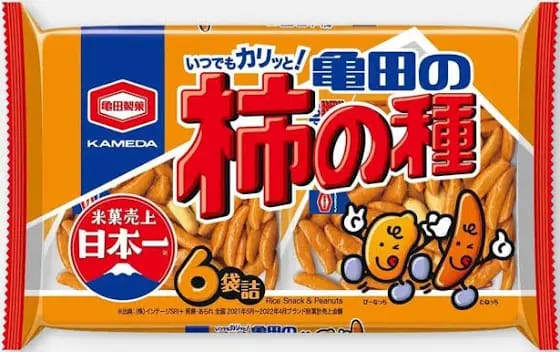 いつでもカリッと!
亀田の
柿の種
亀田製菓
KAMEDA
米菓売上
日本一※
6袋詰
Rice Snack & Peanuts
ぴーなっち
たねっち